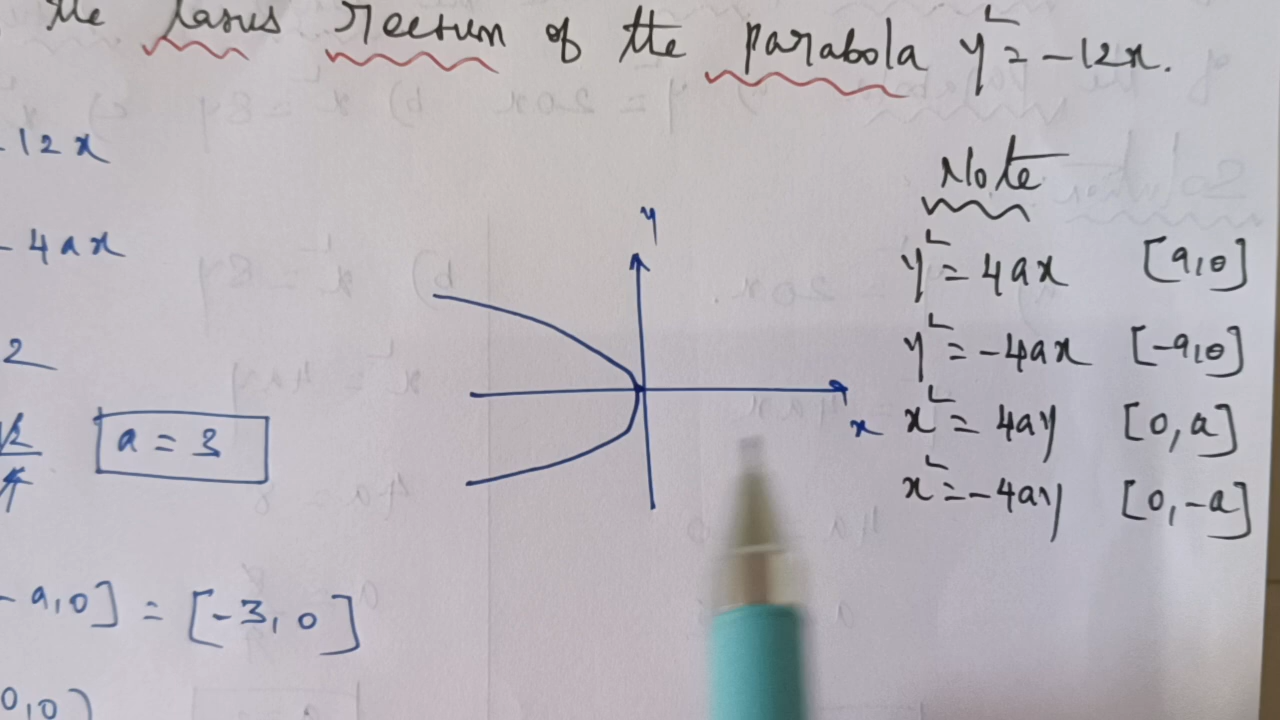 the latus rectum of the parabola y² = -12x.
12x
- 4ax
2
a = 3
- a,0] = [-3, 0]
0,0)
y
x
Note
y² = 4ax [a,0]
y² = -4ax [-a,0]
x² = 4ay [0,a]
x² = -4ay [0,-a]